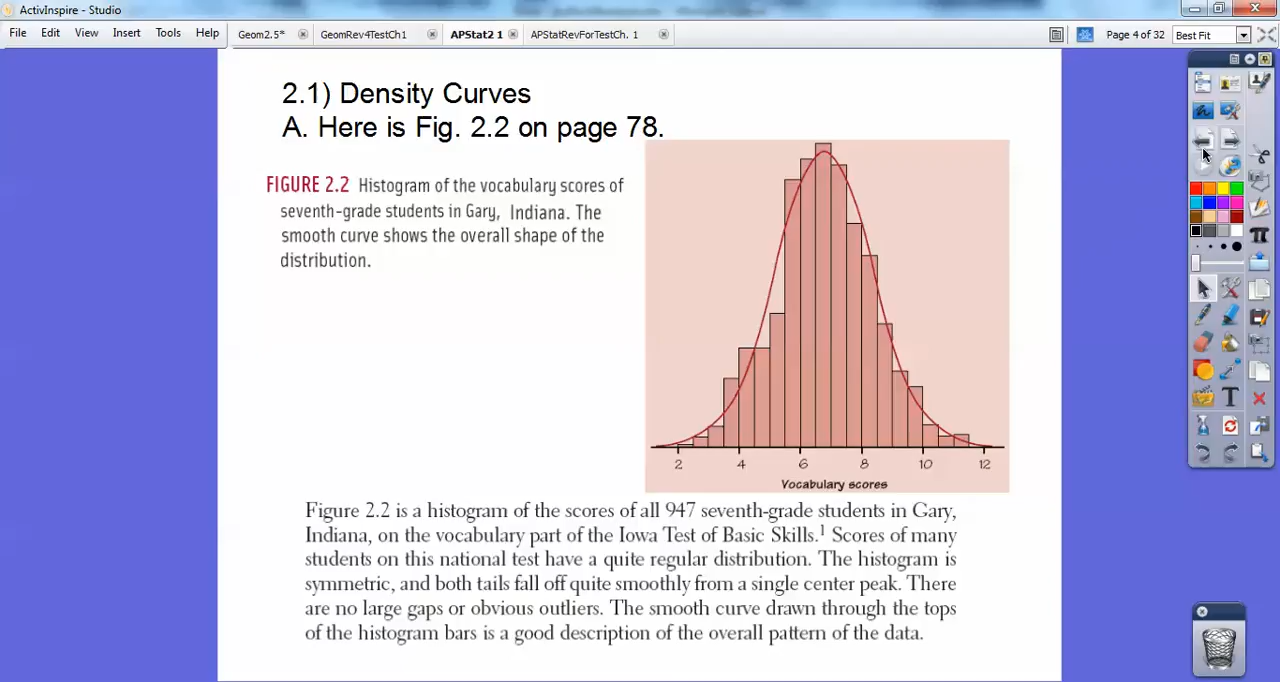 ActivInspire - Studio
File Edit View Insert Tools Help Geom2.5* GeomRev4TestCh1 APStat2 1 APStatRevForTestCh. 1 Page 4 of 32 Best Fit
2.1) Density Curves
A. Here is Fig. 2.2 on page 78.
FIGURE 2.2 Histogram of the vocabulary scores of
seventh-grade students in Gary, Indiana. The
smooth curve shows the overall shape of the
distribution.
2 4 6 8 10 12
Vocabulary scores
Figure 2.2 is a histogram of the scores of all 947 seventh-grade students in Gary,
Indiana, on the vocabulary part of the Iowa Test of Basic Skills.1 Scores of many
students on this national test have a quite regular distribution. The histogram is
symmetric, and both tails fall off quite smoothly from a single center peak. There
are no large gaps or obvious outliers. The smooth curve drawn through the tops
of the histogram bars is a good description of the overall pattern of the data.